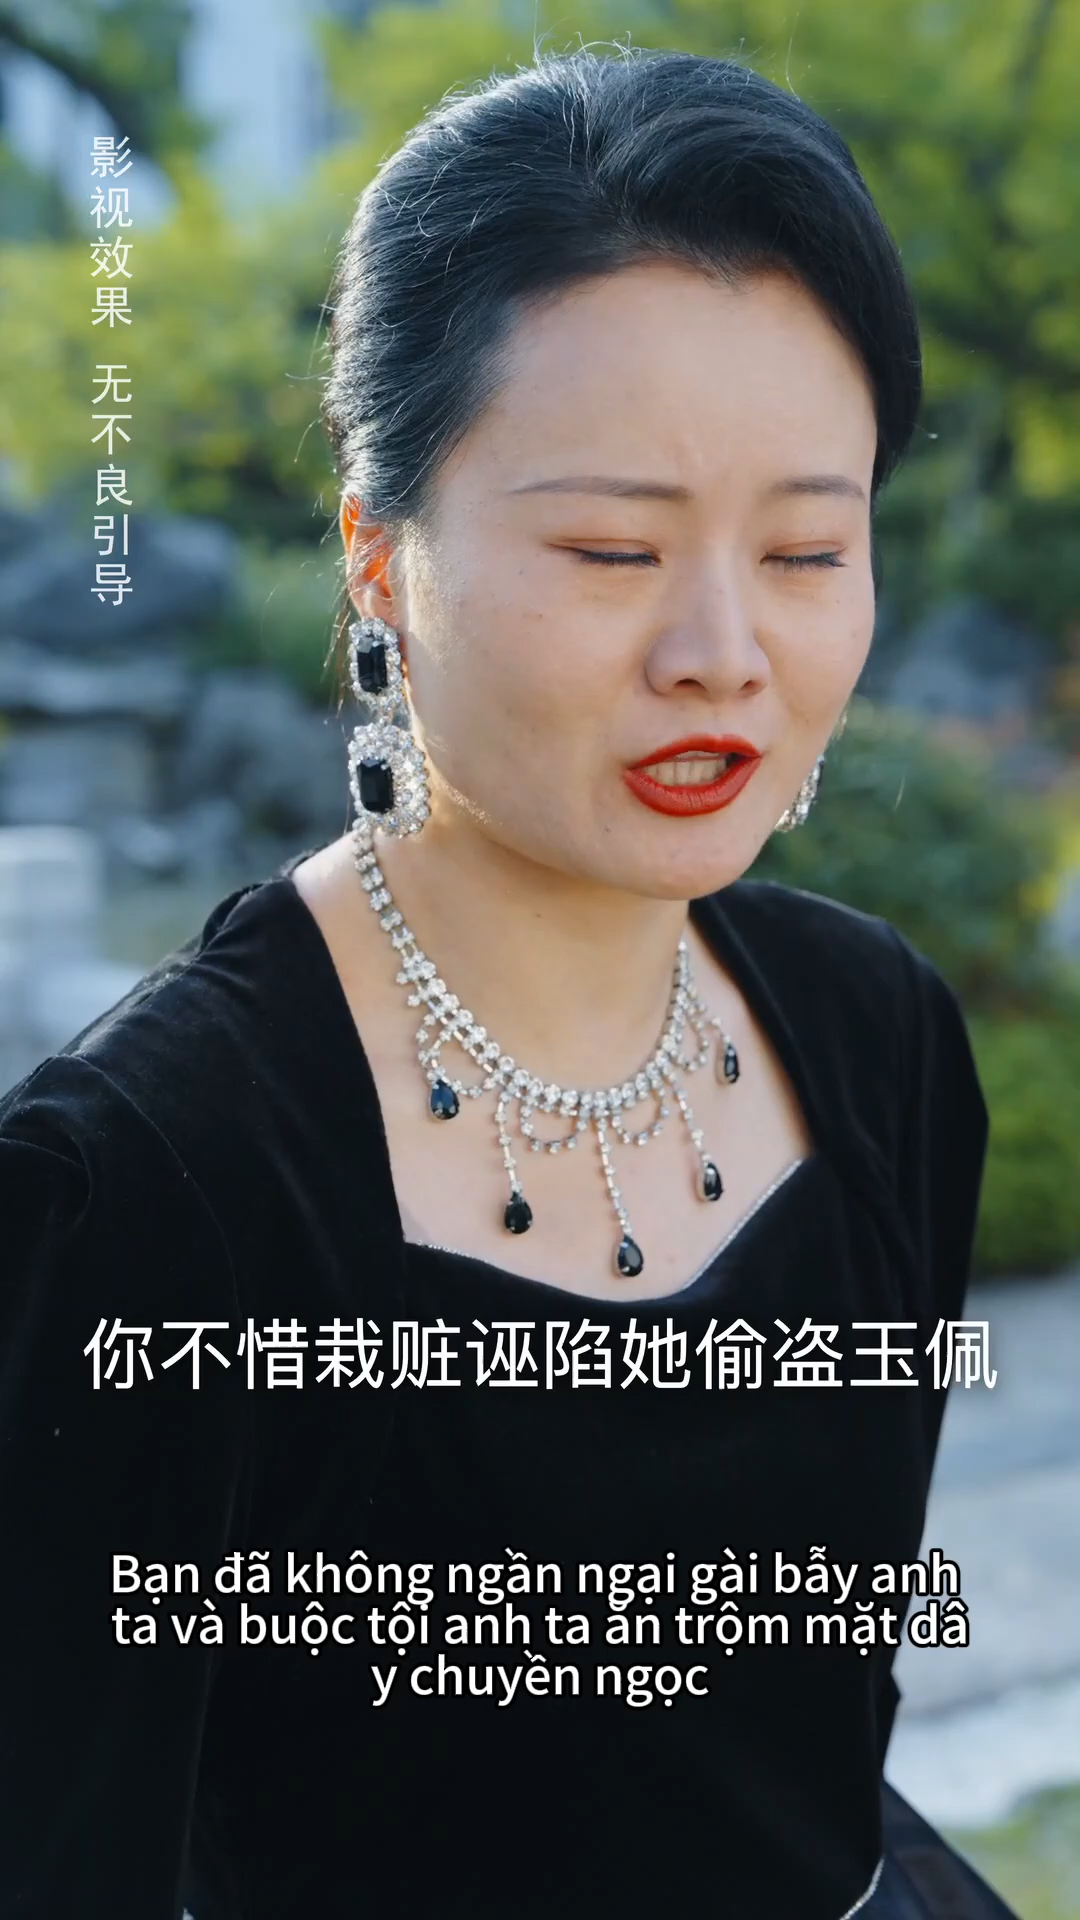 影视效果 无不良引导
你不惜栽赃诬陷她偷盗玉佩
Bạn đã không ngần ngại gài bẫy anh
ta và buộc tội anh ta ăn trộm mặt dâ
y chuyền ngọc